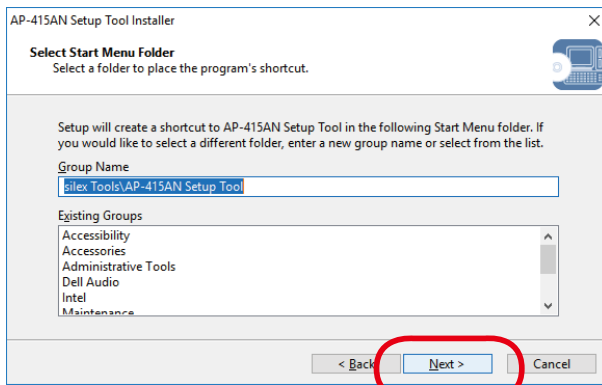 AP-415AN Setup Tool Installer
Select Start Menu Folder
Select a folder to place the program's shortcut.
Setup will create a shortcut to AP-415AN Setup Tool in the following Start Menu folder. If
you would like to select a different folder, enter a new group name or select from the list.
Group Name
silex Tools\AP-415AN Setup Tool
Existing Groups
Accessibility
Accessories
Administrative Tools
Dell Audio
Intel
Maintenance
< Back Next > Cancel